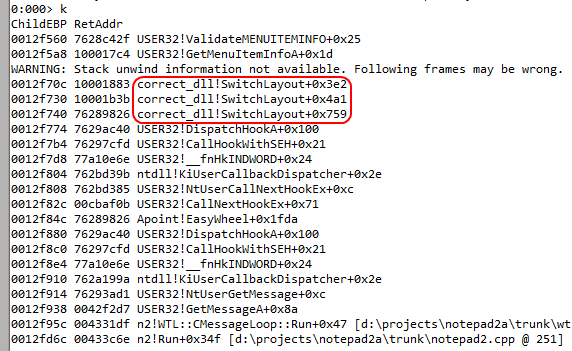 0:000> k
ChildEBP RetAddr
0012f560 7628c42f USER32!ValidateMENUITEMINFO+0x25
0012f5a8 100017c4 USER32!GetMenuItemInfoA+0x1d
WARNING: Stack unwind information not available. Following frames may be wrong.
0012f70c 10001883 correct_dll!SwitchLayout+0x3e2
0012f730 10001b3b correct_dll!SwitchLayout+0x4a1
0012f740 76289826 correct_dll!SwitchLayout+0x759
0012f774 7629ac40 USER32!DispatchHookA+0x100
0012f7b4 76297cfd USER32!CallHookWithSEH+0x21
0012f7d8 77a10e6e USER32!__fnHkINDWORD+0x24
0012f804 762bd39b ntdll!KiUserCallbackDispatcher+0x2e
0012f808 762bd385 USER32!NtUserCallNextHookEx+0xc
0012f82c 00cbaf0b USER32!CallNextHookEx+0x71
0012f84c 76289826 Apoint!EasyWheel+0x1fda
0012f880 7629ac40 USER32!DispatchHookA+0x100
0012f8c0 76297cfd USER32!CallHookWithSEH+0x21
0012f8e4 77a10e6e USER32!__fnHkINDWORD+0x24
0012f910 762a199a ntdll!KiUserCallbackDispatcher+0x2e
0012f914 76293ad1 USER32!NtUserGetMessage+0xc
0012f938 0042f2d7 USER32!GetMessageA+0x8a
0012f95c 004331df n2!WTL::CMessageLoop::Run+0x47 [d:\projects\notepad2a\trunk\wt
0012fd6c 00433c6e n2!Run+0x34f [d:\projects\notepad2a\trunk\notepad2.cpp @ 251]